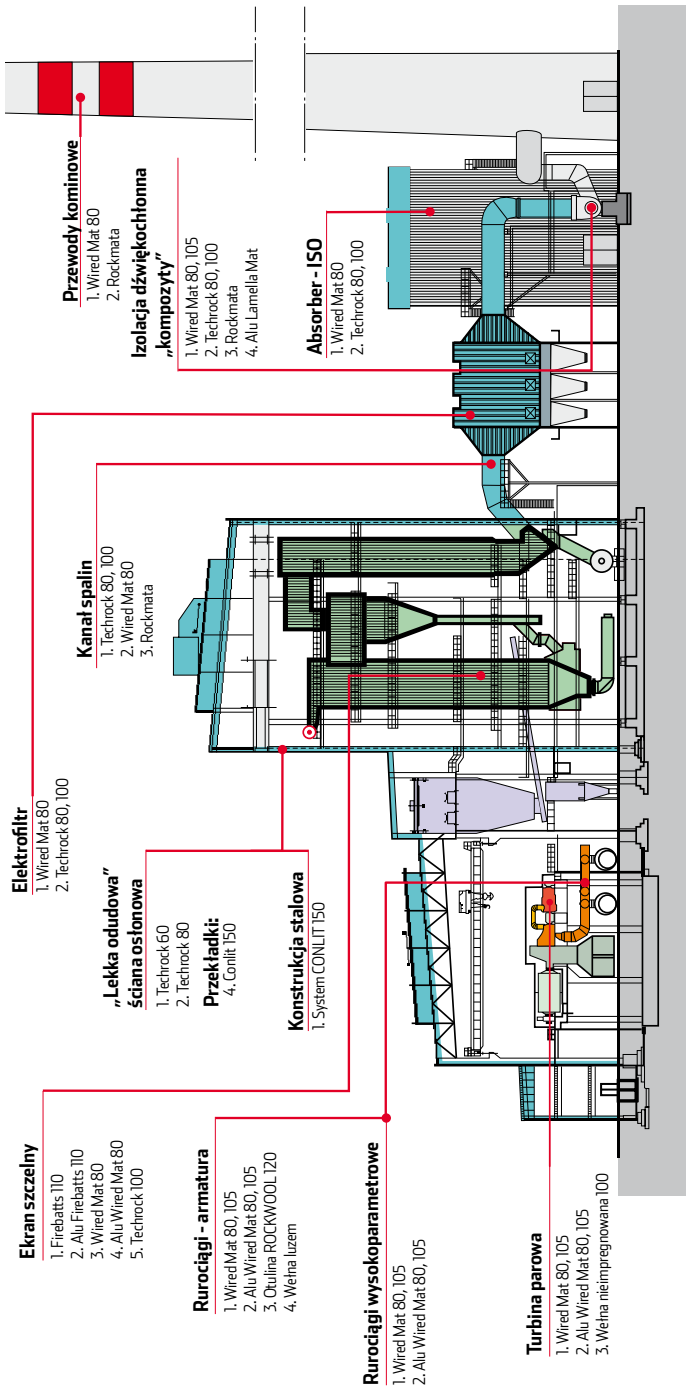 Ekran szczelny
1. Firebatts 110
2. Alu Firebatts 110
3. Wired Mat 80
4. Alu Wired Mat 80
5. Techrock 100
Rurociągi - armatura
1. Wired Mat 80, 105
2. Alu Wired Mat 80, 105
3. Otulina ROCKWOOL 120
4. Wełna luzem
Rurociągi wysokoparametrowe
1. Wired Mat 80, 105
2. Alu Wired Mat 80, 105
Turbina parowa
1. Wired Mat 80, 105
2. Alu Wired Mat 80, 105
3. Wełna nieimpregnowana 100
Elektrofiltr
1. Wired Mat 80
2. Techrock 80, 100
„Lekka odudowa”
ściana osłonowa
1. Techrock 60
2. Techrock 80
Przekładki:
4. Conlit 150
Konstrukcja stalowa
1. System CONLIT 150
Kanał spalin
1. Techrock 80, 100
2. Wired Mat 80
3. Rockmata
Przewody kominowe
1. Wired Mat 80
2. Rockmata
Izolacja dźwiękochłonna
„kompozyty”
1. Wired Mat 80, 105
2. Techrock 80, 100
3. Rockmata
4. Alu Lamella Mat
Absorber - ISO
1. Wired Mat 80
2. Techrock 80, 100